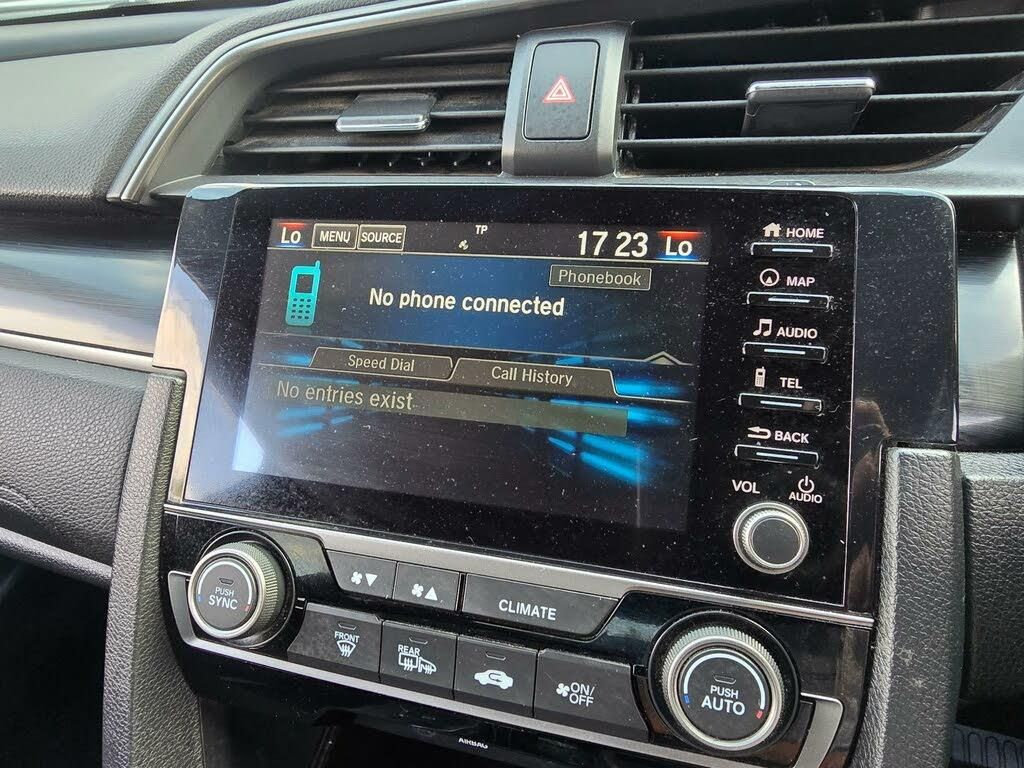 Lo MENU SOURCE TP 17 23 Lo
Phonebook
No phone connected
Speed Dial Call History
No entries exist
HOME
MAP
AUDIO
TEL
BACK
VOL
AUDIO
PUSH
SYNC
CLIMATE
FRONT
REAR
ON/
OFF
PUSH
AUTO
AIRBAG